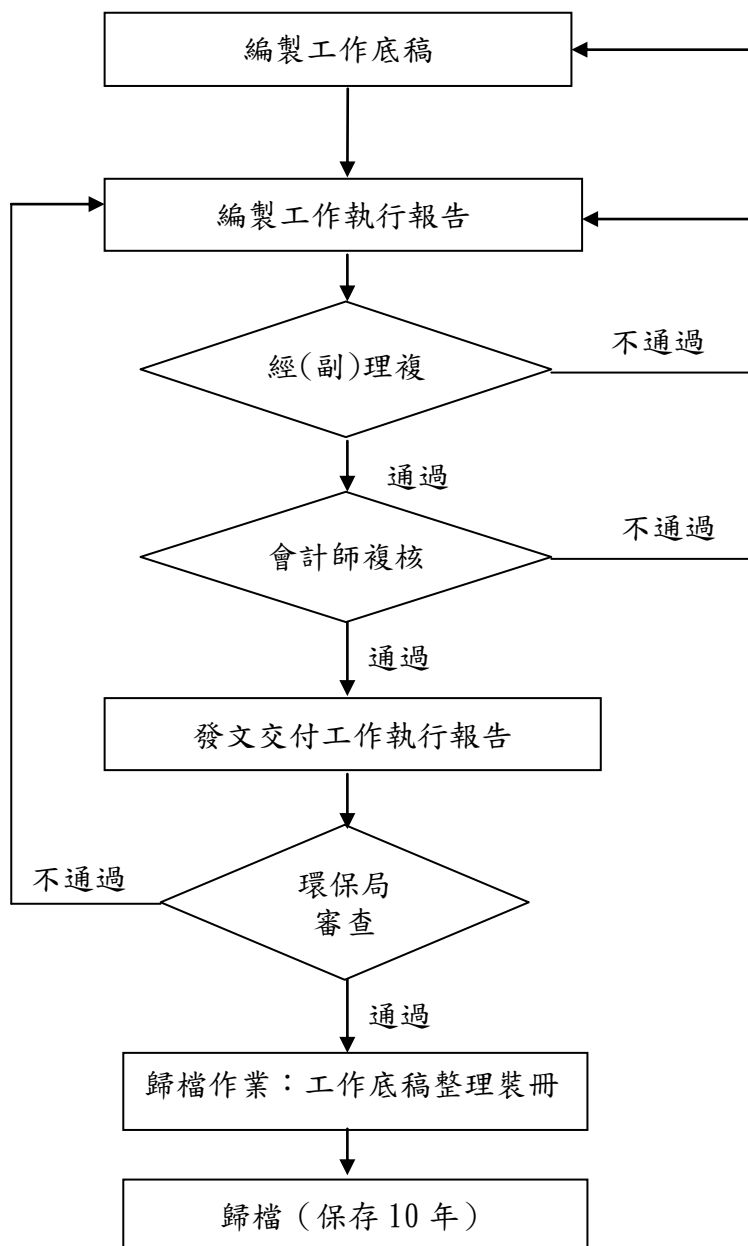 編製工作底稿
編製工作執行報告
經(副)理複
不通過
通過
會計師複核
不通過
通過
發文交付工作執行報告
不通過
環保局
審查
通過
歸檔作業：工作底稿整理裝冊
歸檔（保存 10 年）